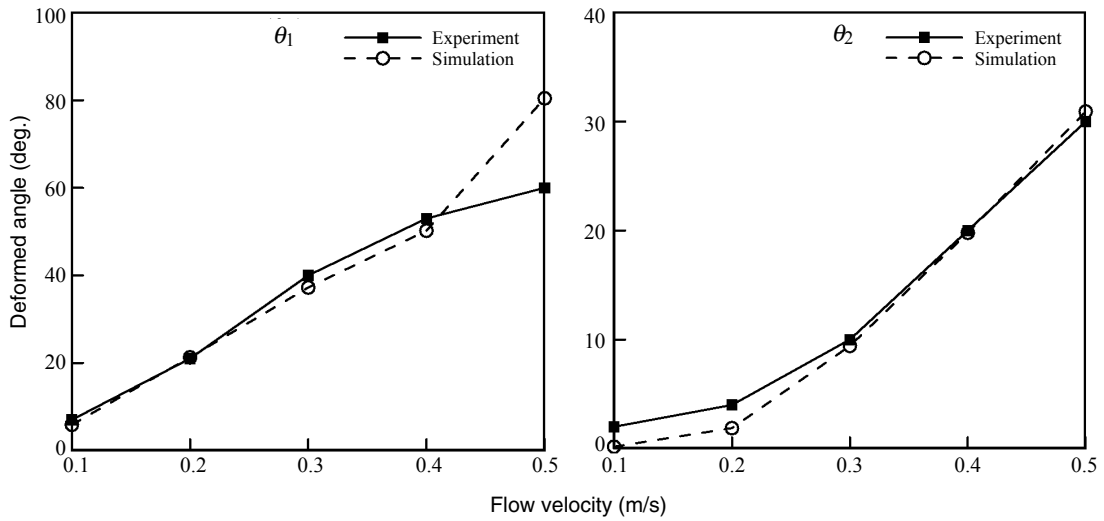 100
80
60
40
20
0
0.1 0.2 0.3 0.4 0.5
θ1
Experiment
Simulation
Deformed angle (deg.)
40
30
20
10
0
0.1 0.2 0.3 0.4 0.5
θ2
Experiment
Simulation
Flow velocity (m/s)